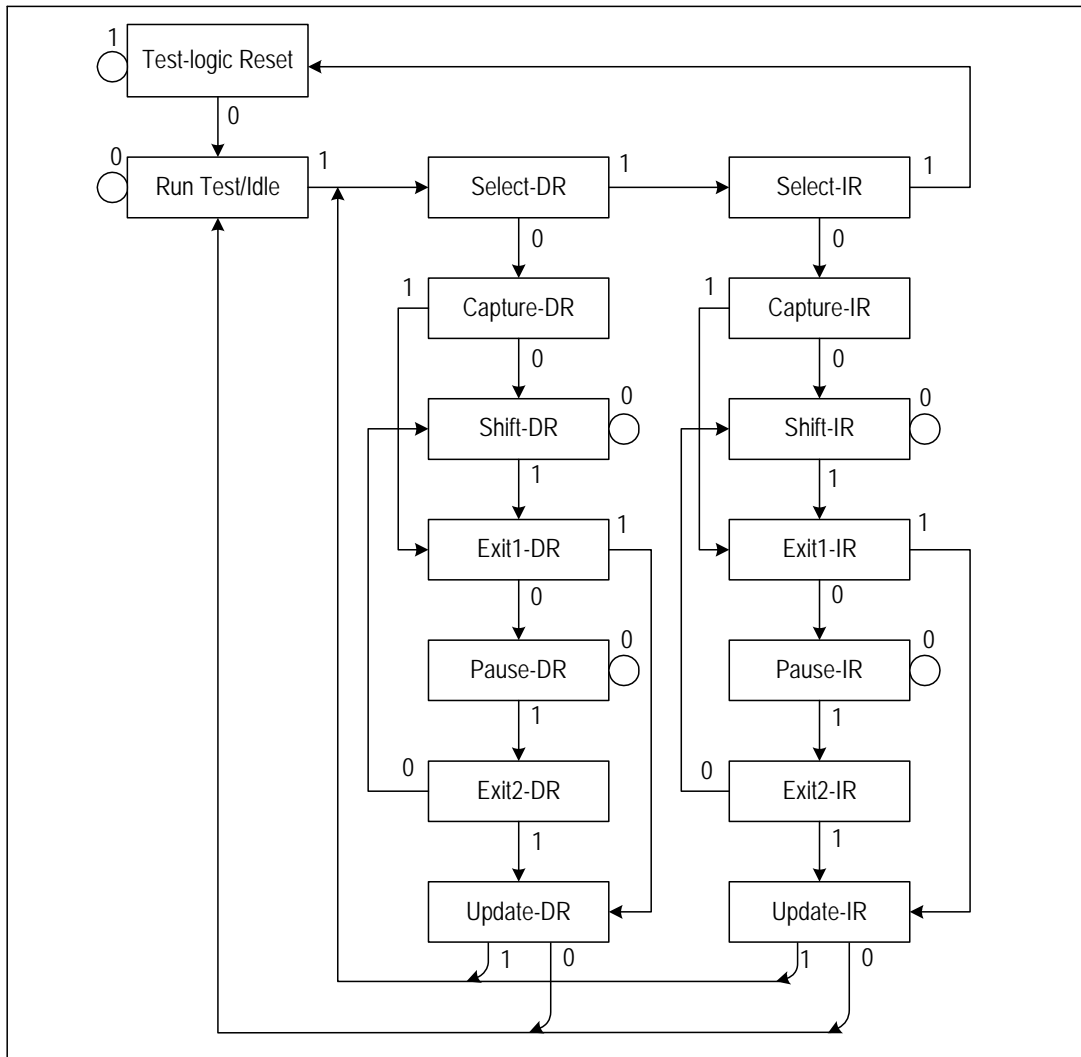 1
Test-logic Reset
0
0
Run Test/Idle
1
Select-DR
1
Select-IR
1
0
0
1
Capture-DR
1
Capture-IR
0
0
Shift-DR
0
Shift-IR
0
1
1
Exit1-DR
1
Exit1-IR
1
0
0
Pause-DR
0
Pause-IR
0
1
1
0
Exit2-DR
0
Exit2-IR
1
1
Update-DR
Update-IR
1
0
1
0